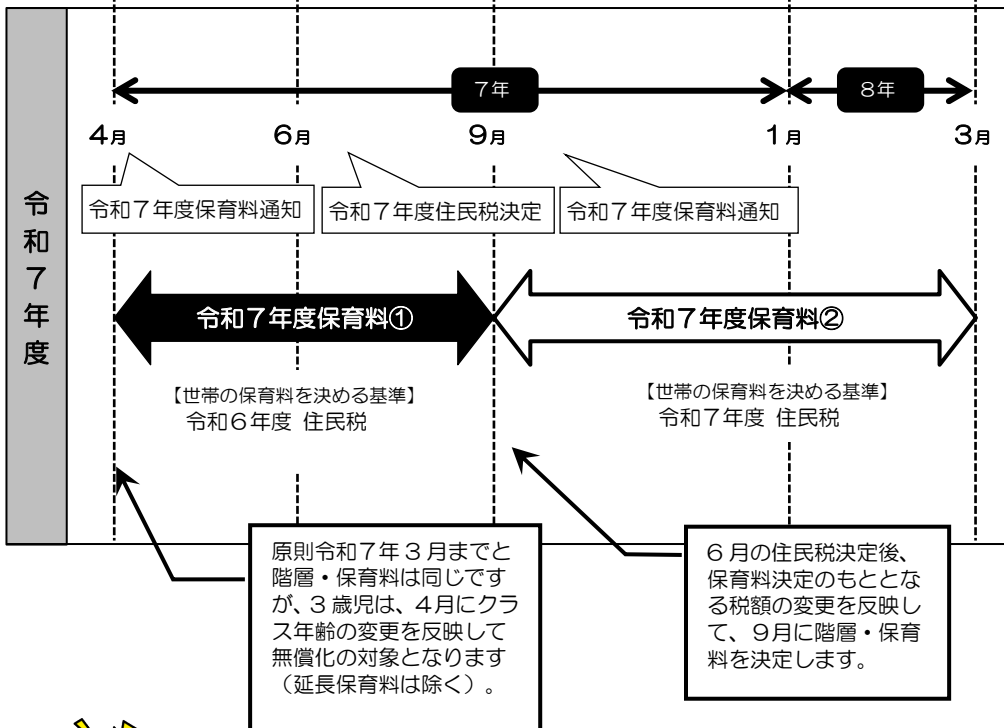 7年
8年
4月
6月
9月
1月
3月
令和7年度
令和7年度保育料通知
令和7年度住民税決定
令和7年度保育料通知
令和7年度保育料①
令和7年度保育料②
【世帯の保育料を決める基準】
令和6年度 住民税
【世帯の保育料を決める基準】
令和7年度 住民税
原則令和7年3月までと
階層・保育料は同じです
が、3歳児は、4月にクラ
ス年齢の変更を反映して
無償化の対象となります
（延長保育料は除く）。
6月の住民税決定後、
保育料決定のもととな
る税額の変更を反映し
て、9月に階層・保育
料を決定します。